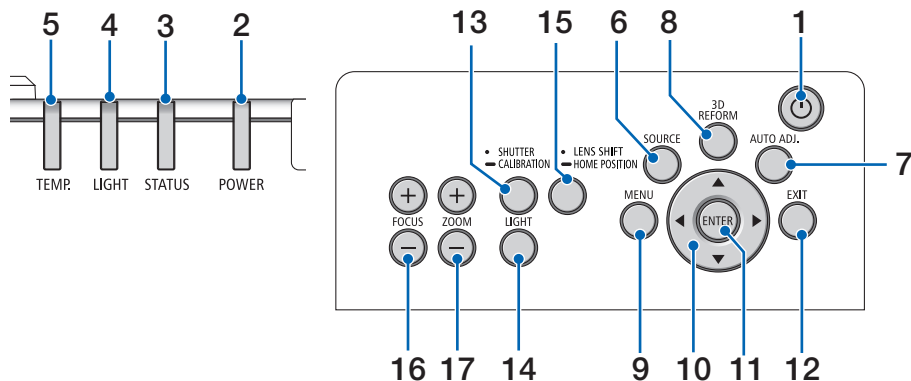 5 4 3 2
13 15 6 8 1
TEMP. LIGHT STATUS POWER
3D
REFORM
• SHUTTER
— CALIBRATION
• LENS SHIFT
— HOME POSITION
SOURCE
AUTO ADJ.
7
FOCUS ZOOM LIGHT
MENU
ENTER
EXIT
16 17 14 9 10 11 12